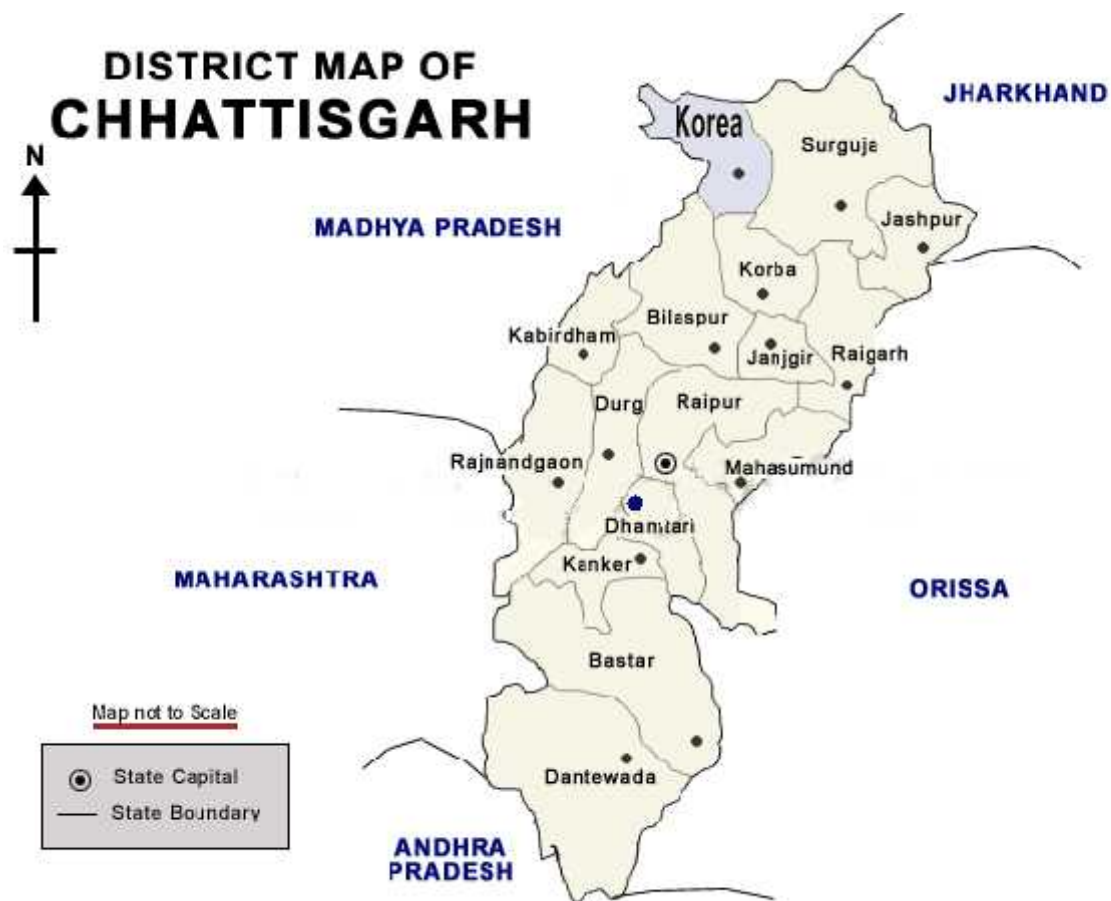 DISTRICT MAP OF
CHHATTISGARH
N
JHARKHAND
Korea
Surguja
Jashpur
MADHYA PRADESH
Korba
Bilaspur
Kabirdham
Janjgir
Raigarh
Durg
Raipur
Rajnandgaon
Mahasumund
Dhamtari
Kanker
MAHARASHTRA
ORISSA
Bastar
Map not to Scale
State Capital
State Boundary
Dantewada
ANDHRA
PRADESH